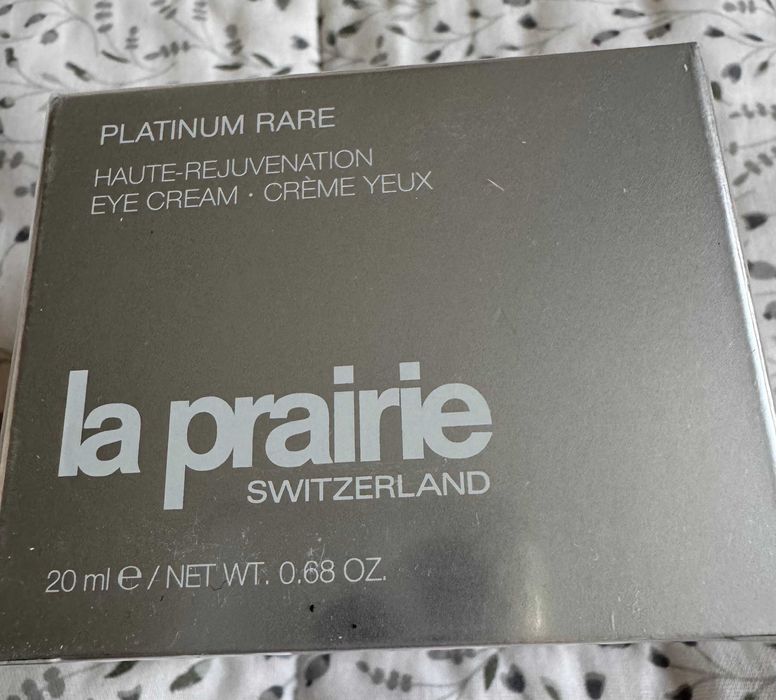 PLATINUM RARE
HAUTE-REJUVENATION
EYE CREAM · CRÈME YEUX
la prairie
SWITZERLAND
20 ml ℮ / NET WT. 0.68 OZ.